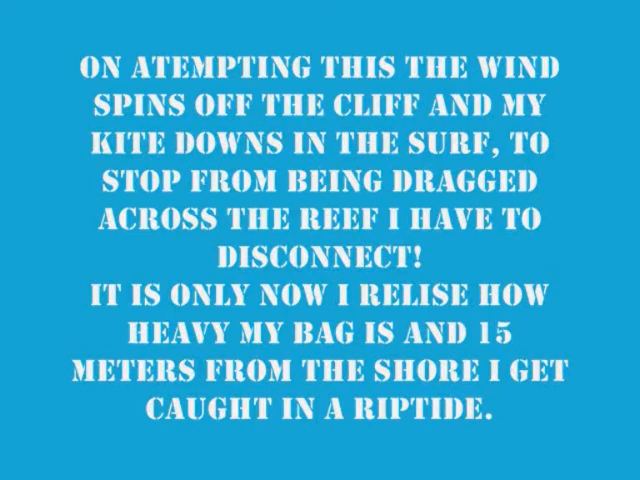 ON ATEMPTING THIS THE WIND
SPINS OFF THE CLIFF AND MY
KITE DOWNS IN THE SURF, TO
STOP FROM BEING DRAGGED
ACROSS THE REEF I HAVE TO
DISCONNECT!
IT IS ONLY NOW I RELISE HOW
HEAVY MY BAG IS AND 15
METERS FROM THE SHORE I GET
CAUGHT IN A RIPTIDE.